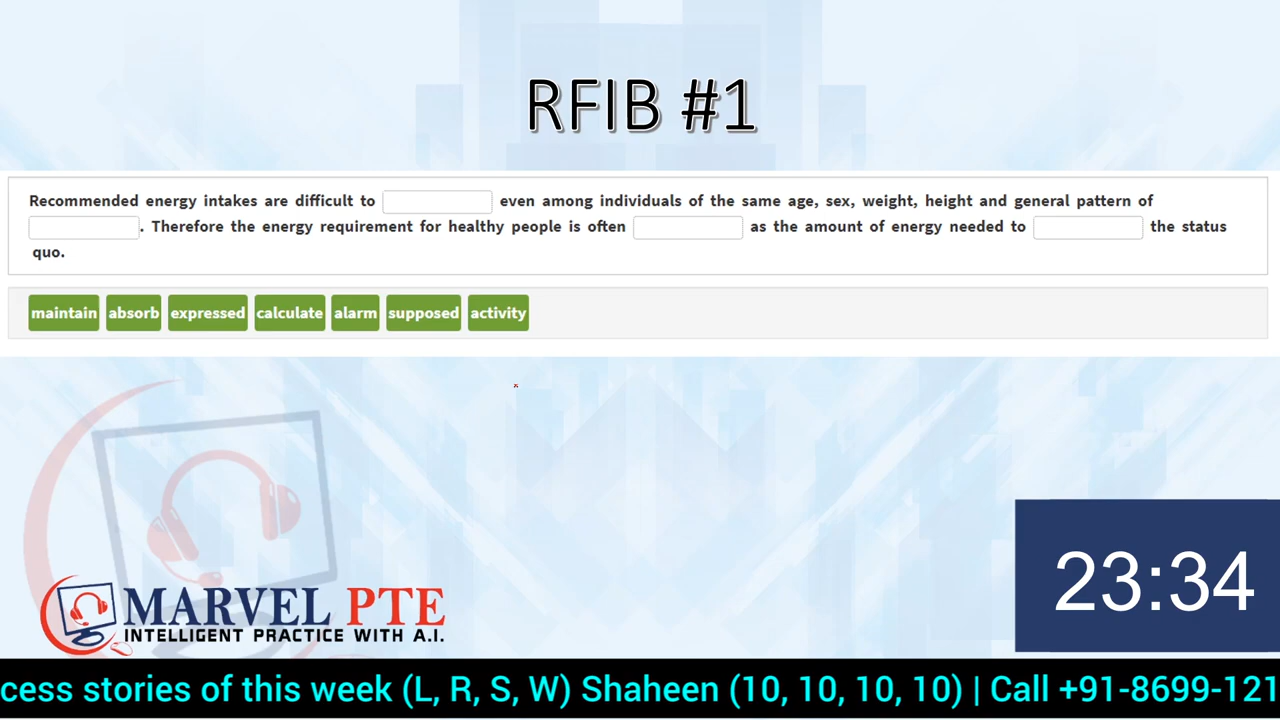 RFIB #1
Recommended energy intakes are difficult to even among individuals of the same age, sex, weight, height and general pattern of
. Therefore the energy requirement for healthy people is often as the amount of energy needed to the status
quo.
maintain absorb expressed calculate alarm supposed activity
23:34
MARVEL PTE
INTELLIGENT PRACTICE WITH A.I.
cess stories of this week (L, R, S, W) Shaheen (10, 10, 10, 10) | Call +91-8699-121